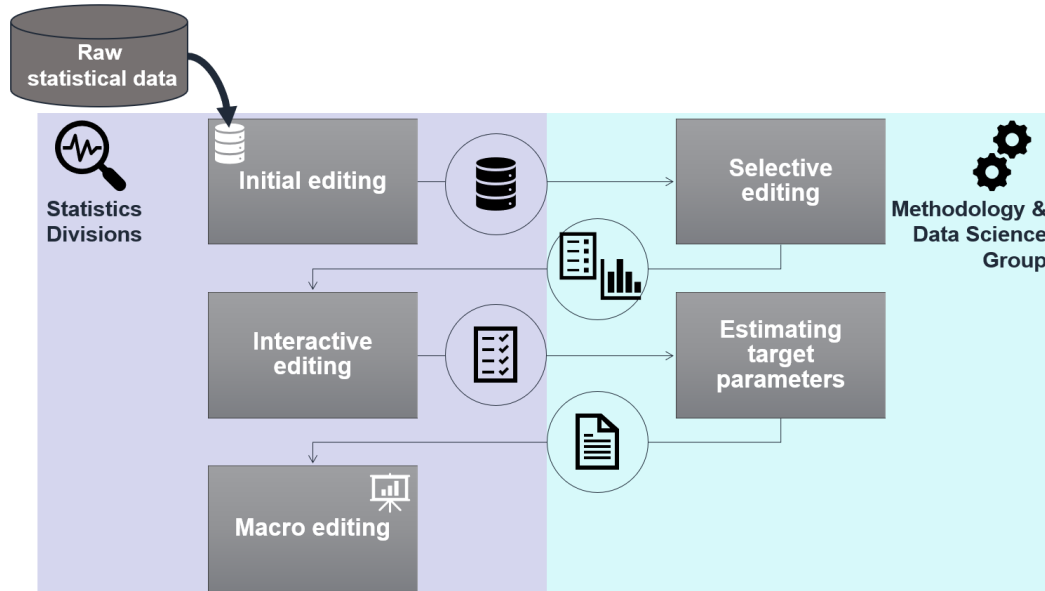 Raw
statistical data
Initial editing
Selective
editing
Statistics
Divisions
Methodology &
Data Science
Group
Interactive
editing
Estimating
target
parameters
Macro editing